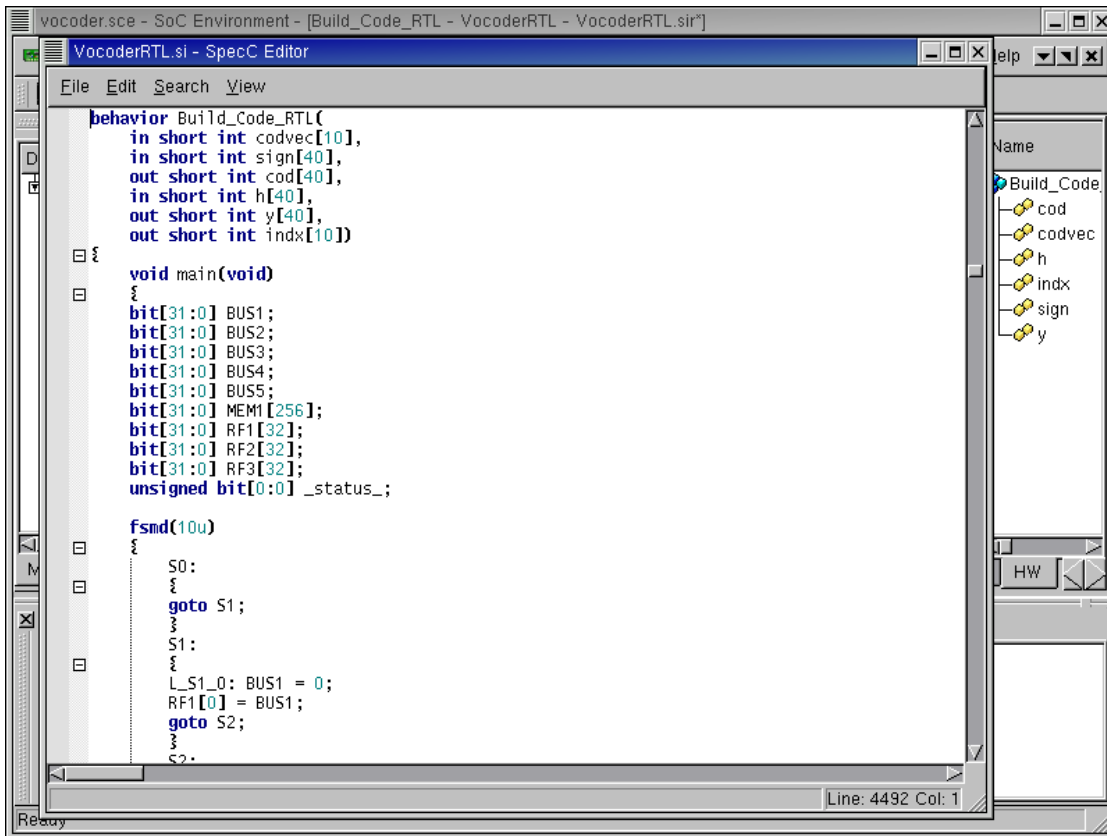 vocoder.sce - SoC Environment - [Build_Code_RTL - VocoderRTL - VocoderRTL.sir*]
VocoderRTL.si - SpecC Editor
File Edit Search View
behavior Build_Code_RTL(
in short int codvec[10],
in short int sign[40],
out short int cod[40],
in short int h[40],
out short int y[40],
out short int indx[10])
{
void main(void)
{
bit[31:0] BUS1;
bit[31:0] BUS2;
bit[31:0] BUS3;
bit[31:0] BUS4;
bit[31:0] BUS5;
bit[31:0] MEM1[256];
bit[31:0] RF1[32];
bit[31:0] RF2[32];
bit[31:0] RF3[32];
unsigned bit[0:0] _status_;
fsmd(10u)
{
S0:
{
goto S1;
}
S1:
{
L_S1_0: BUS1 = 0;
RF1[0] = BUS1;
goto S2;
}
S2:
Line: 4492 Col: 1
Name
Build_Code
cod
codvec
h
indx
sign
y
HW
Ready